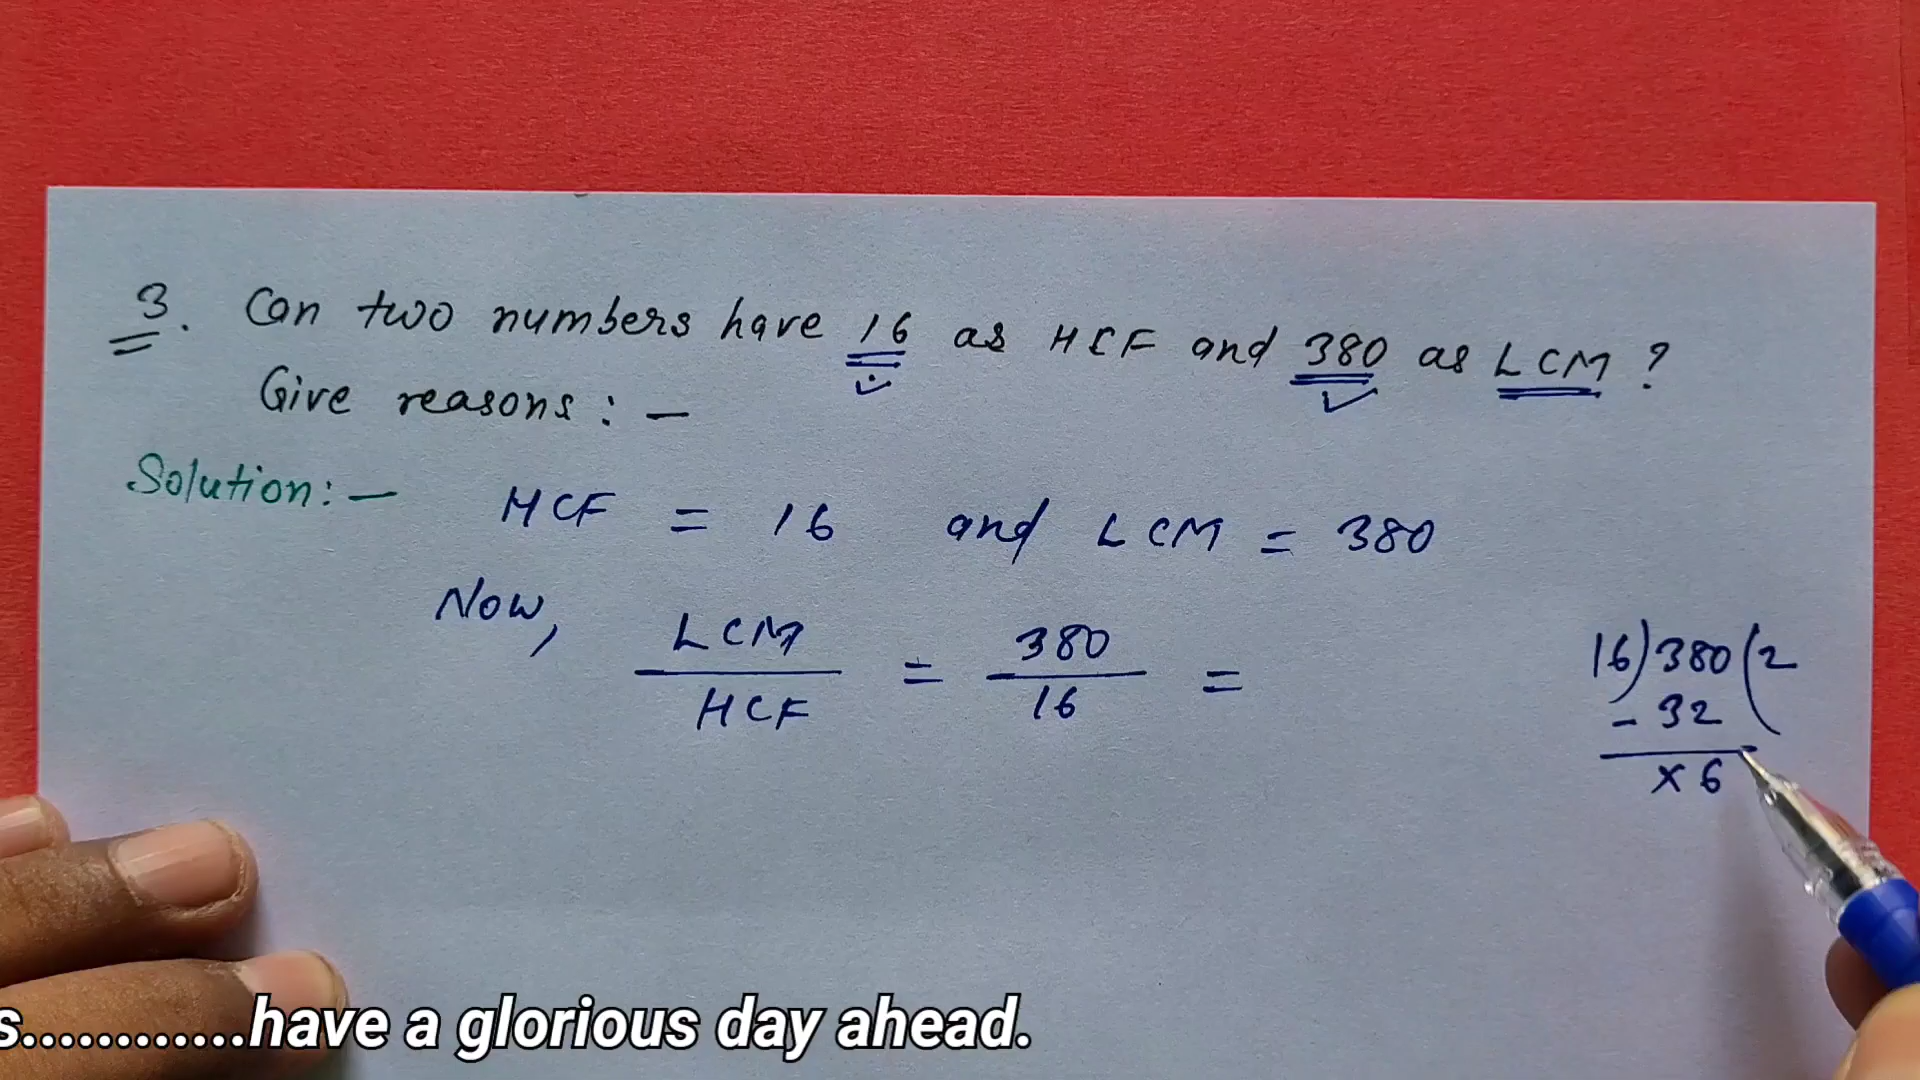 3. Can two numbers have 16 as HCF and 380 as LCM ?
Give reasons : —
Solution : —
HCF = 16 and LCM = 380
Now,
LCM / HCF = 380 / 16 =
16 ) 380 ( 2
- 32
x 6
s............have a glorious day ahead.